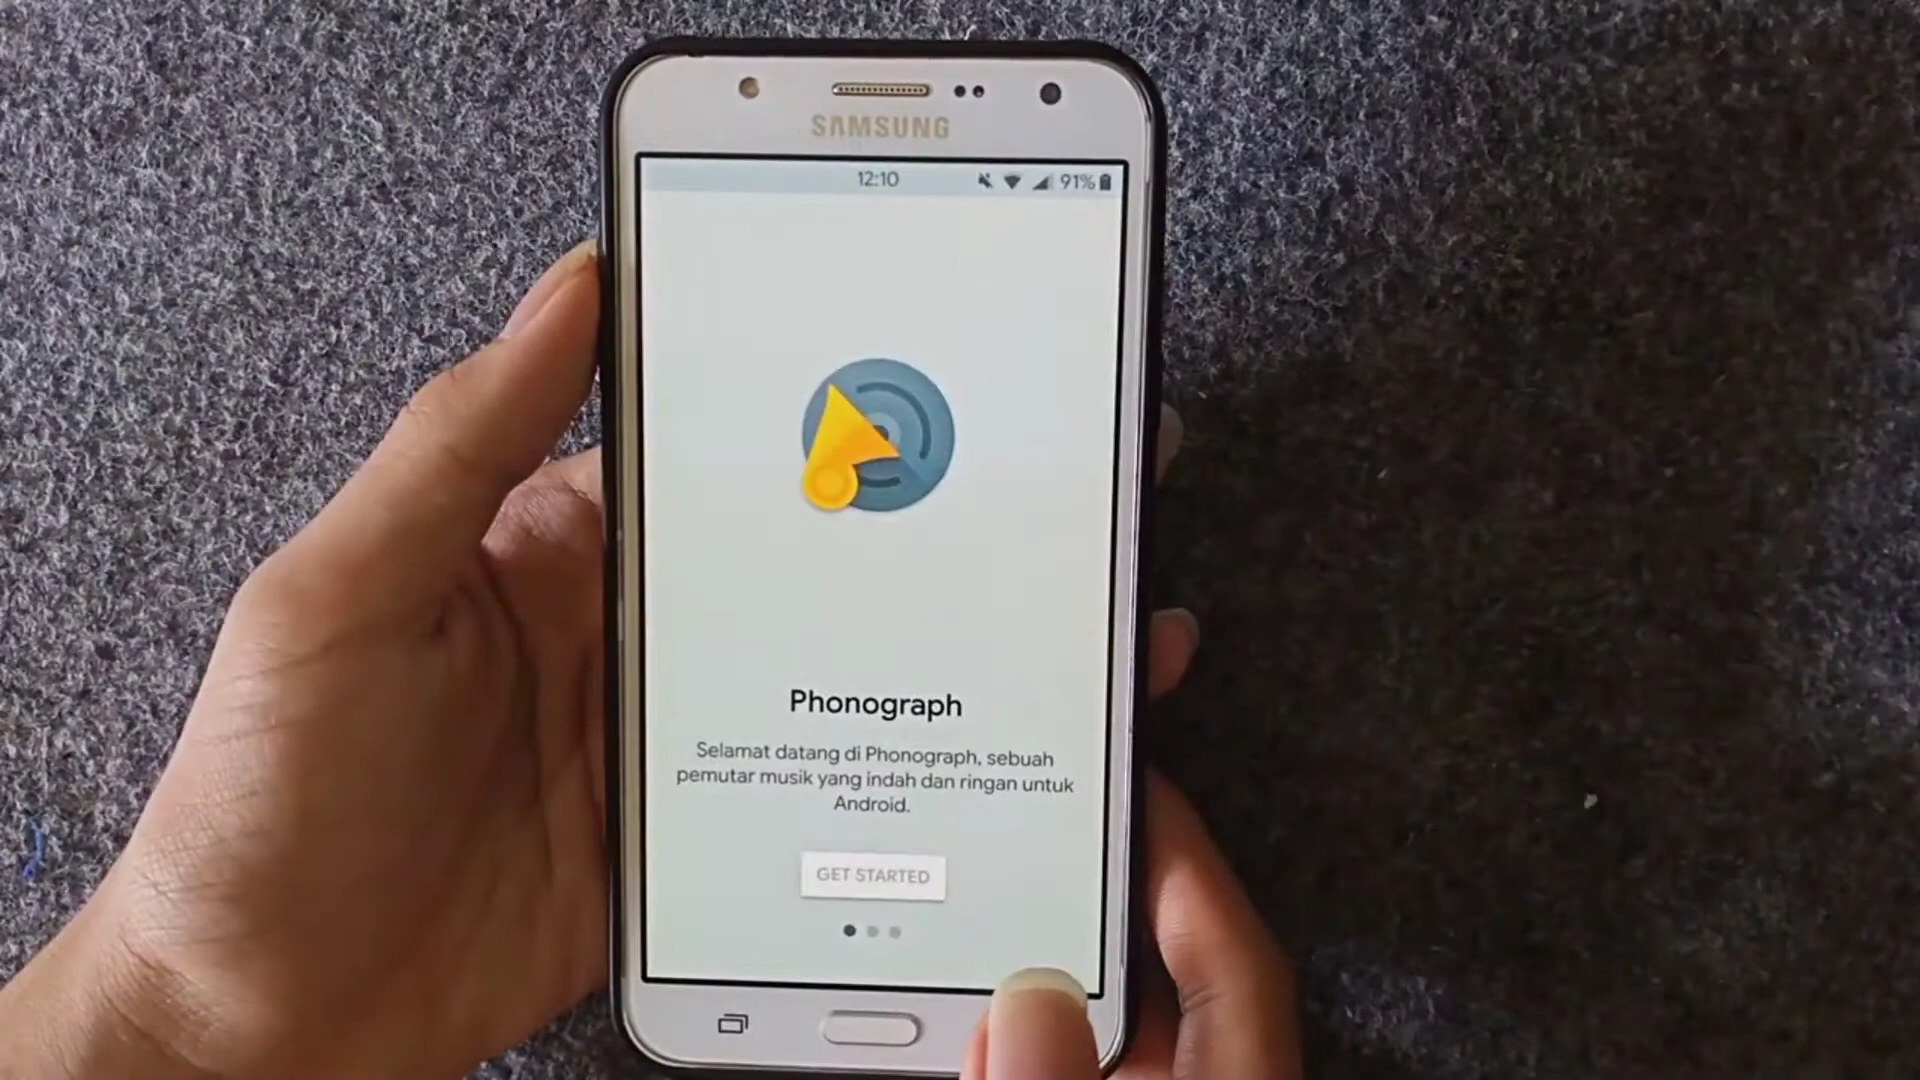 SAMSUNG
12:10
91%
Phonograph
Selamat datang di Phonograph, sebuah
pemutar musik yang indah dan ringan untuk
Android.
GET STARTED